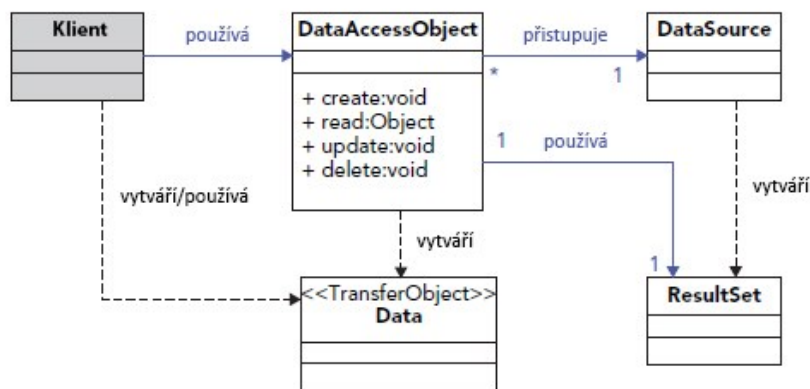 Klient
používá
DataAccessObject
přistupuje
DataSource
*
1
+ create:void
+ read:Object
+ update:void
+ delete:void
1
používá
vytváří/používá
vytváří
vytváří
1
<<TransferObject>>
Data
ResultSet